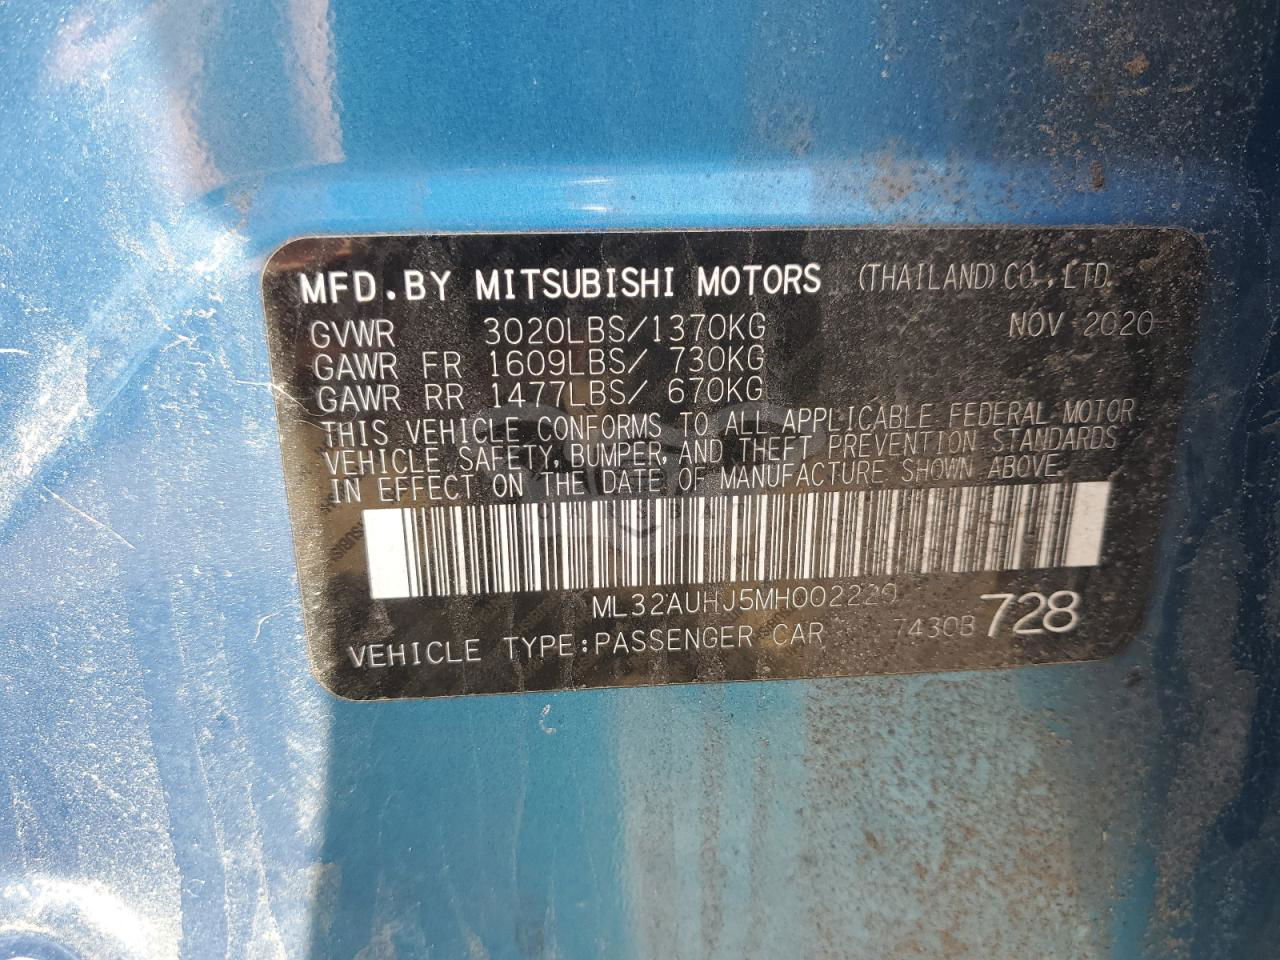 MFD.BY MITSUBISHI MOTORS (THAILAND)CO.,LTD.
GVWR 3020LBS/1370KG NOV 2020
GAWR FR 1609LBS/ 730KG
GAWR RR 1477LBS/ 670KG
THIS VEHICLE CONFORMS TO ALL APPLICABLE FEDERAL MOTOR
VEHICLE SAFETY, BUMPER, AND THEFT PREVENTION STANDARDS
IN EFFECT ON THE DATE OF MANUFACTURE SHOWN ABOVE.
ML32AUHJ5MH002220
VEHICLE TYPE:PASSENGER CAR 7430B 728